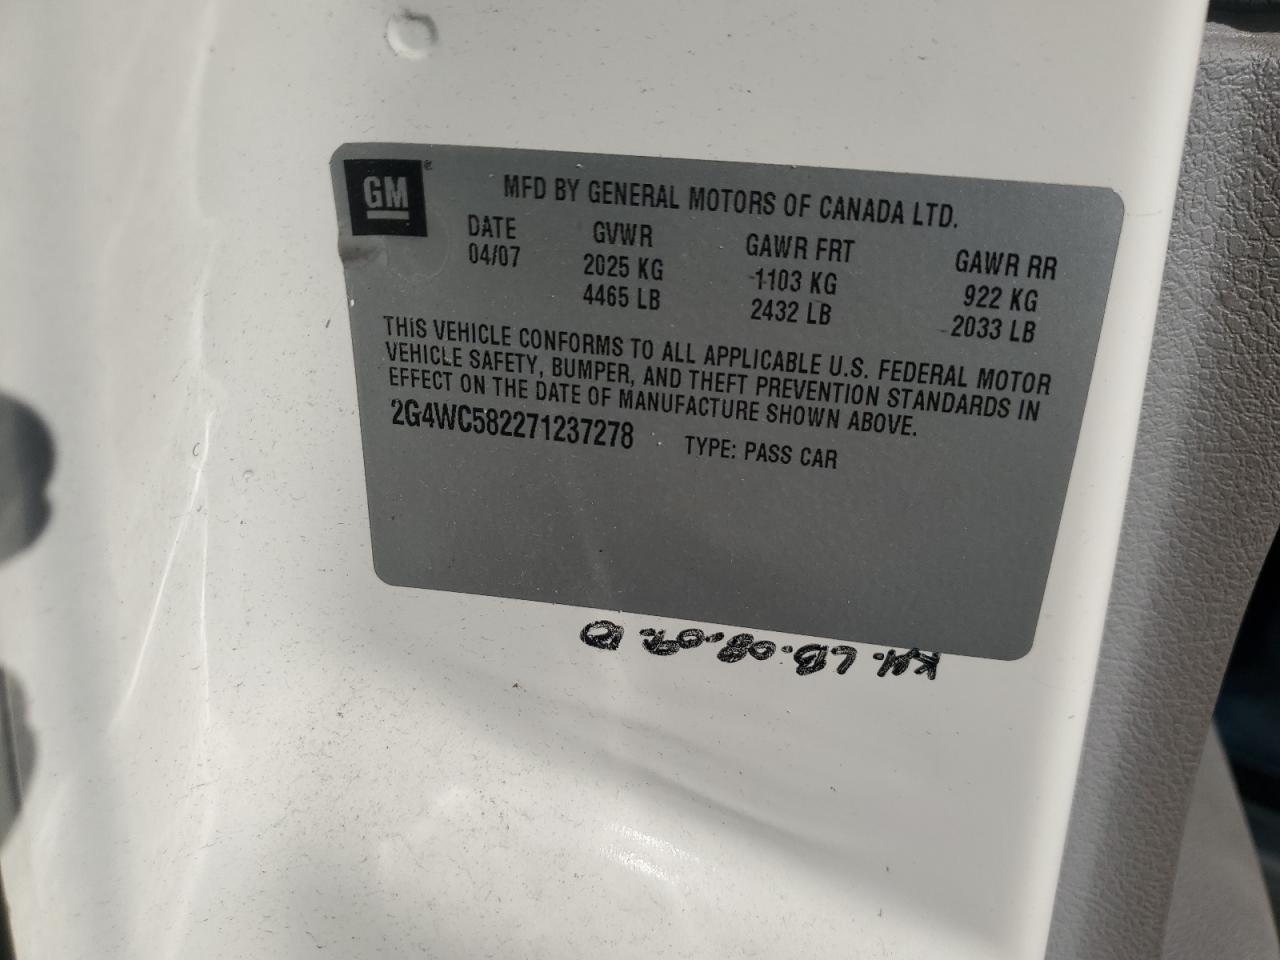 GM ®
MFD BY GENERAL MOTORS OF CANADA LTD.
DATE GVWR GAWR FRT GAWR RR
04/07 2025 KG 1103 KG 922 KG
4465 LB 2432 LB 2033 LB
THIS VEHICLE CONFORMS TO ALL APPLICABLE U.S. FEDERAL MOTOR
VEHICLE SAFETY, BUMPER, AND THEFT PREVENTION STANDARDS IN
EFFECT ON THE DATE OF MANUFACTURE SHOWN ABOVE.
2G4WC582271237278 TYPE: PASS CAR